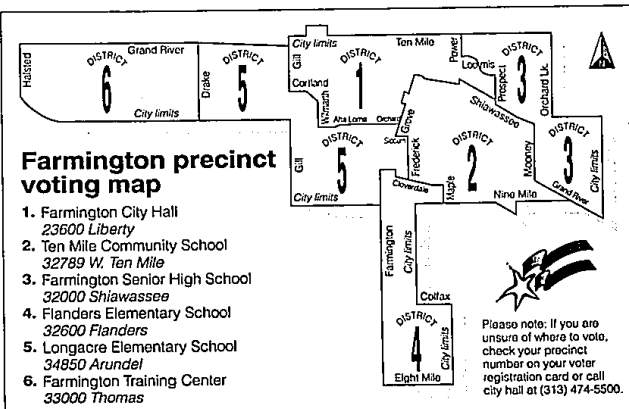 City limits
Ten Mile
Power
Loomis
Prospect
Orchard Lk.
Halsted
DISTRICT
6
Grand River
City limits
Drake
DISTRICT
5
Gill
Cortland
Wilmarth
DISTRICT
1
Alta Loma
Orchard
Grove
DISTRICT
3
Shiawassee
Gill
DISTRICT
5
City limits
Frederick
Cloverdale
Maple
DISTRICT
2
Mooney
Nine Mile
DISTRICT
3
City limits
Grand River
Farmington
City limits
Colfax
DISTRICT
4
City limits
Eight Mile
Farmington precinct
voting map
1. Farmington City Hall
23600 Liberty
2. Ten Mile Community School
32789 W. Ten Mile
3. Farmington Senior High School
32000 Shiawassee
4. Flanders Elementary School
32600 Flanders
5. Longacre Elementary School
34850 Arundel
6. Farmington Training Center
33000 Thomas
Please note: If you are
unsure of where to vote,
check your precinct
number on your voter
registration card or call
city hall at (313) 474-5500.